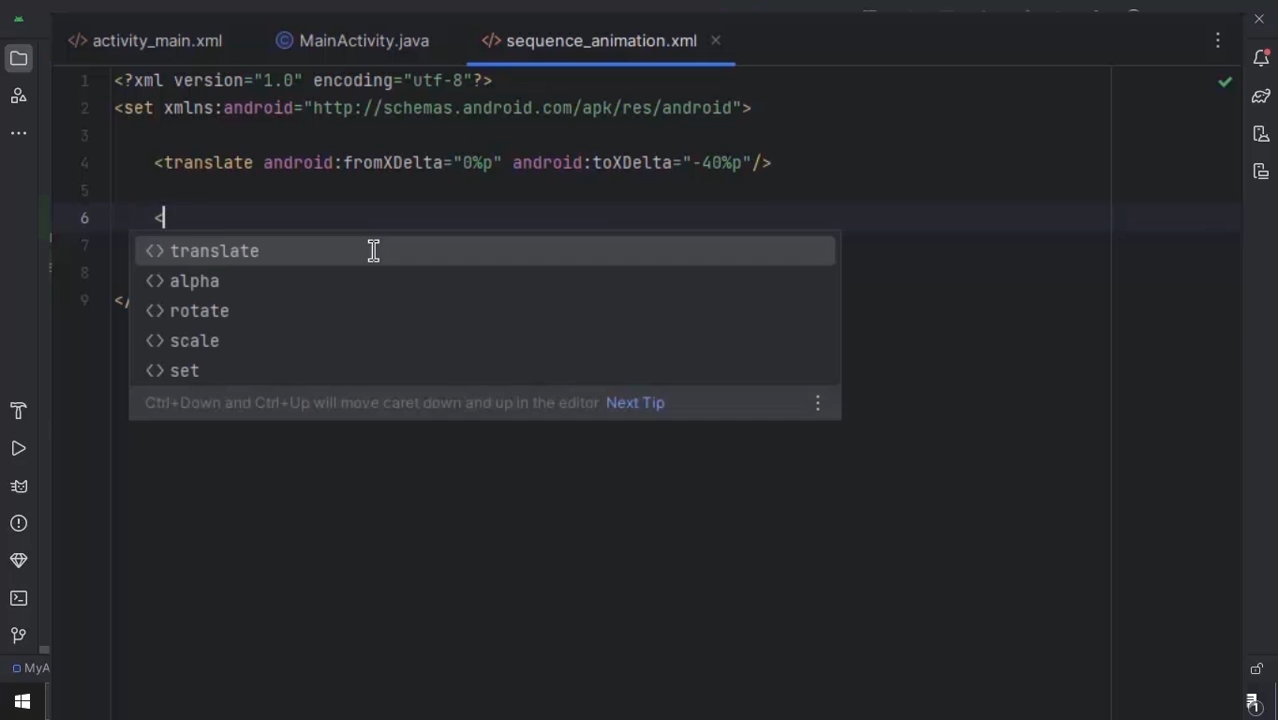 activity_main.xml MainActivity.java sequence_animation.xml
1 <?xml version="1.0" encoding="utf-8"?>
2 <set xmlns:android="http://schemas.android.com/apk/res/android">
3
4 <translate android:fromXDelta="0%p" android:toXDelta="-40%p"/>
5
6 <
7 translate
8 alpha
9 </ rotate
scale
set
Ctrl+Down and Ctrl+Up will move caret down and up in the editor Next Tip
MyA
1